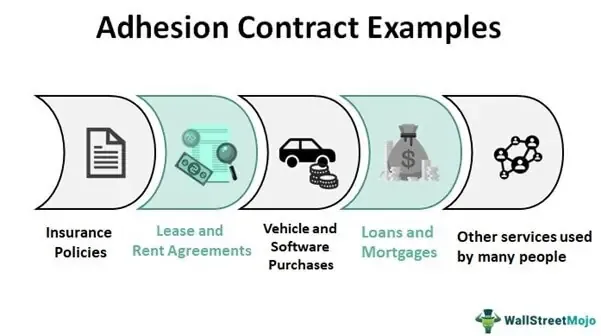 Adhesion Contract Examples
$
Insurance
Policies
Lease and
Rent Agreements
Vehicle and
Software
Purchases
Loans and
Mortgages
Other services used
by many people
WallStreetMojo